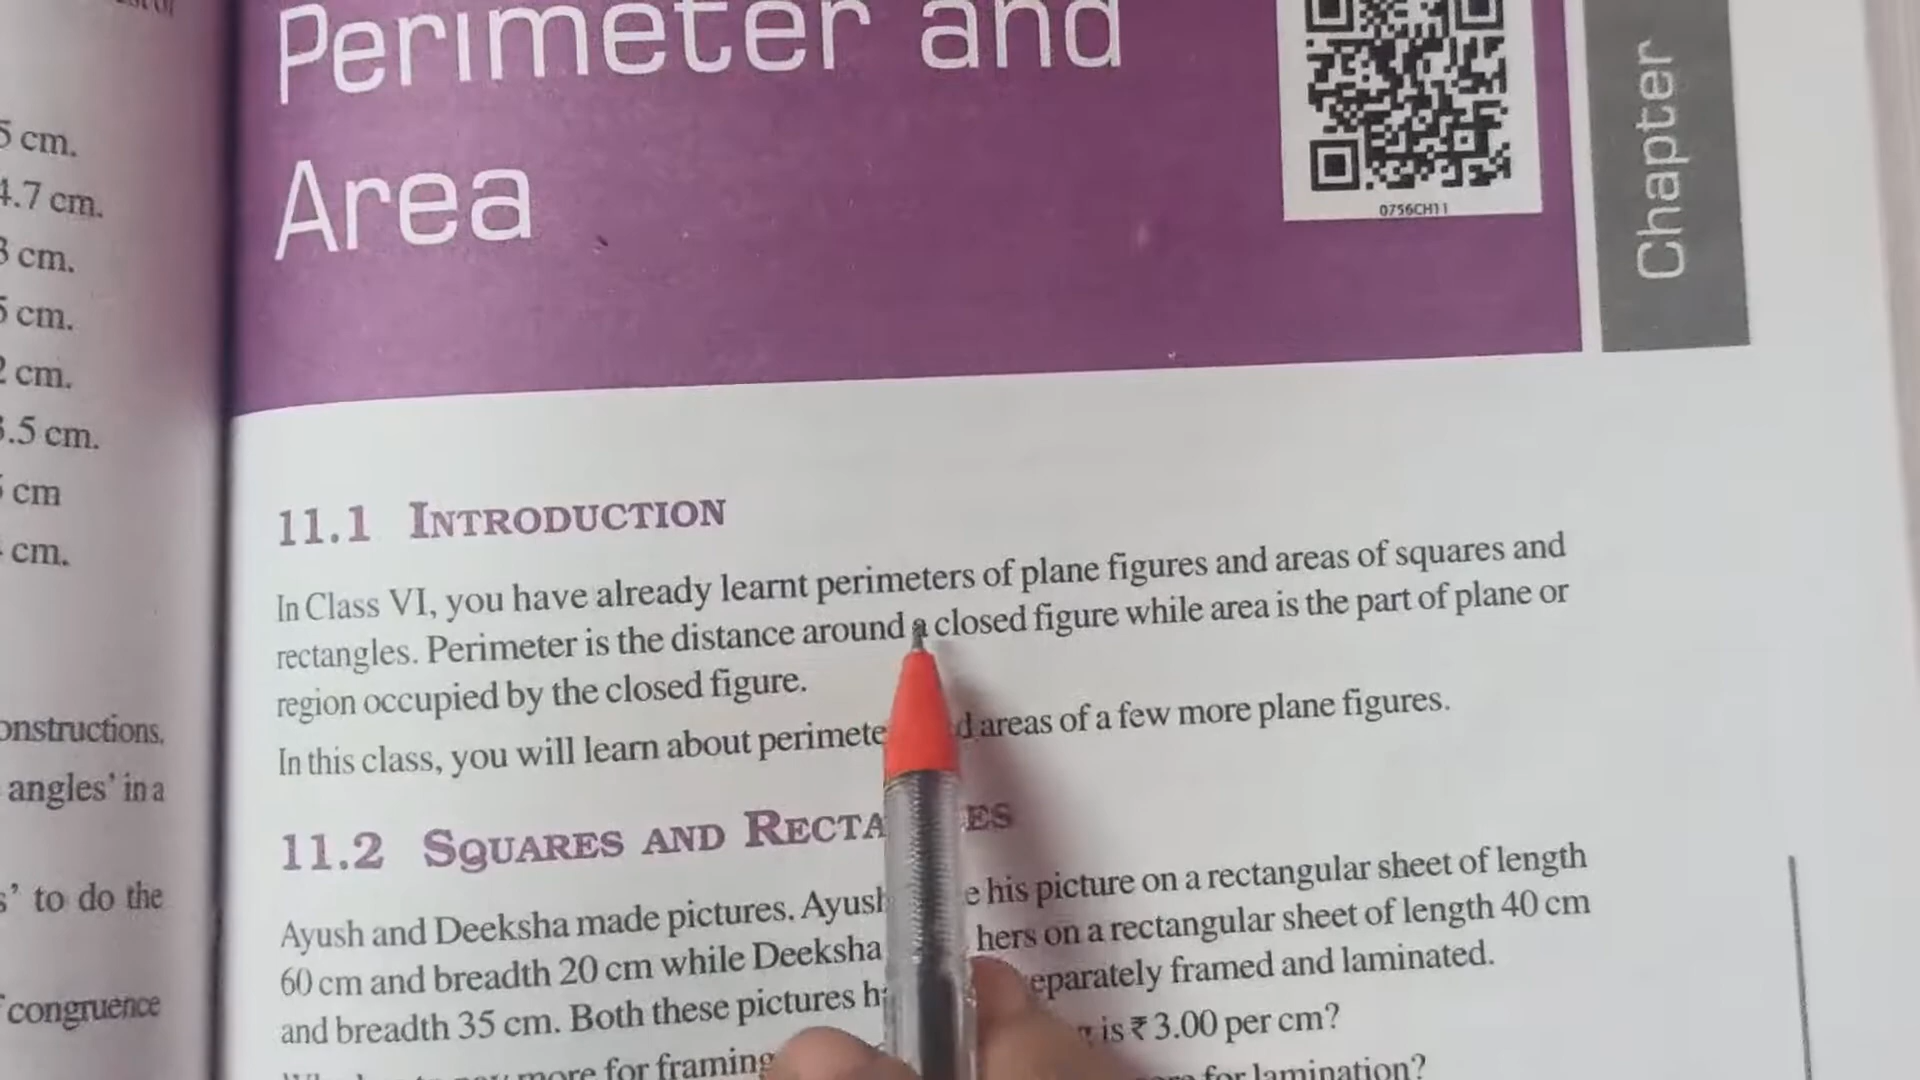 5 cm.
4.7 cm.
3 cm.
5 cm.
2 cm.
3.5 cm.
cm
cm.
onstructions.
angles’ in a
s’ to do the
congruence
Perimeter and
Area
0756CH11
Chapter
11.1 INTRODUCTION
In Class VI, you have already learnt perimeters of plane figures and areas of squares and
rectangles. Perimeter is the distance around a closed figure while area is the part of plane or
region occupied by the closed figure.
In this class, you will learn about perimete d areas of a few more plane figures.
11.2 SQUARES AND RECTA ES
Ayush and Deeksha made pictures. Ayush e his picture on a rectangular sheet of length
60 cm and breadth 20 cm while Deeksha hers on a rectangular sheet of length 40 cm
and breadth 35 cm. Both these pictures h eparately framed and laminated.
more for framing is ₹ 3.00 per cm?
for lamination?